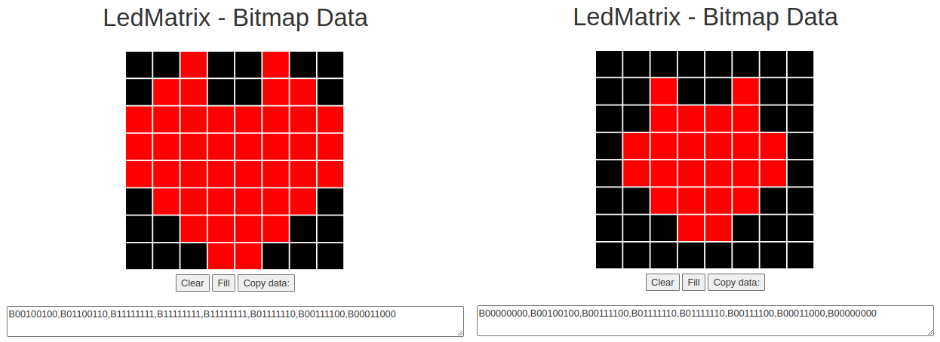 LedMatrix - Bitmap Data
Clear
Fill
Copy data:
B00100100,B01100110,B11111111,B11111111,B11111111,B01111110,B00111100,B00011000
LedMatrix - Bitmap Data
Clear
Fill
Copy data:
B00000000,B00100100,B00111100,B01111110,B01111110,B00111100,B00011000,B00000000